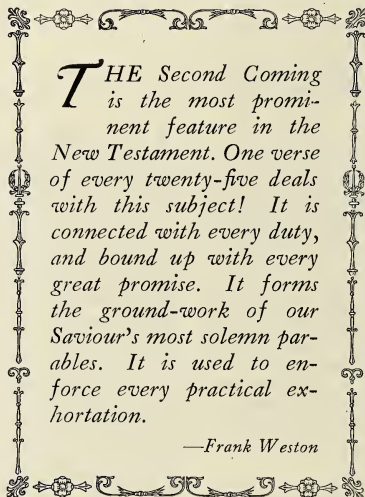 THE Second Coming
is the most promi-
nent feature in the
New Testament. One verse
of every twenty-five deals
with this subject! It is
connected with every duty,
and bound up with every
great promise. It forms
the ground-work of our
Saviour's most solemn par-
ables. It is used to en-
force every practical ex-
hortation.
—Frank Weston